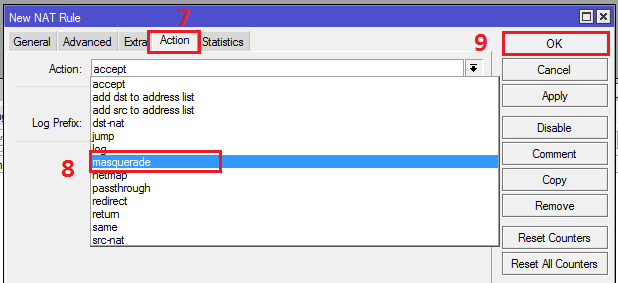 New NAT Rule
7
General Advanced Extra Action Statistics
9
OK
Action: accept
Cancel
accept
add dst to address list
add src to address list
Apply
Log Prefix:
dst-nat
jump
log
Disable
8
masquerade
Comment
netmap
passthrough
Copy
redirect
return
Remove
same
src-nat
Reset Counters
Reset All Counters